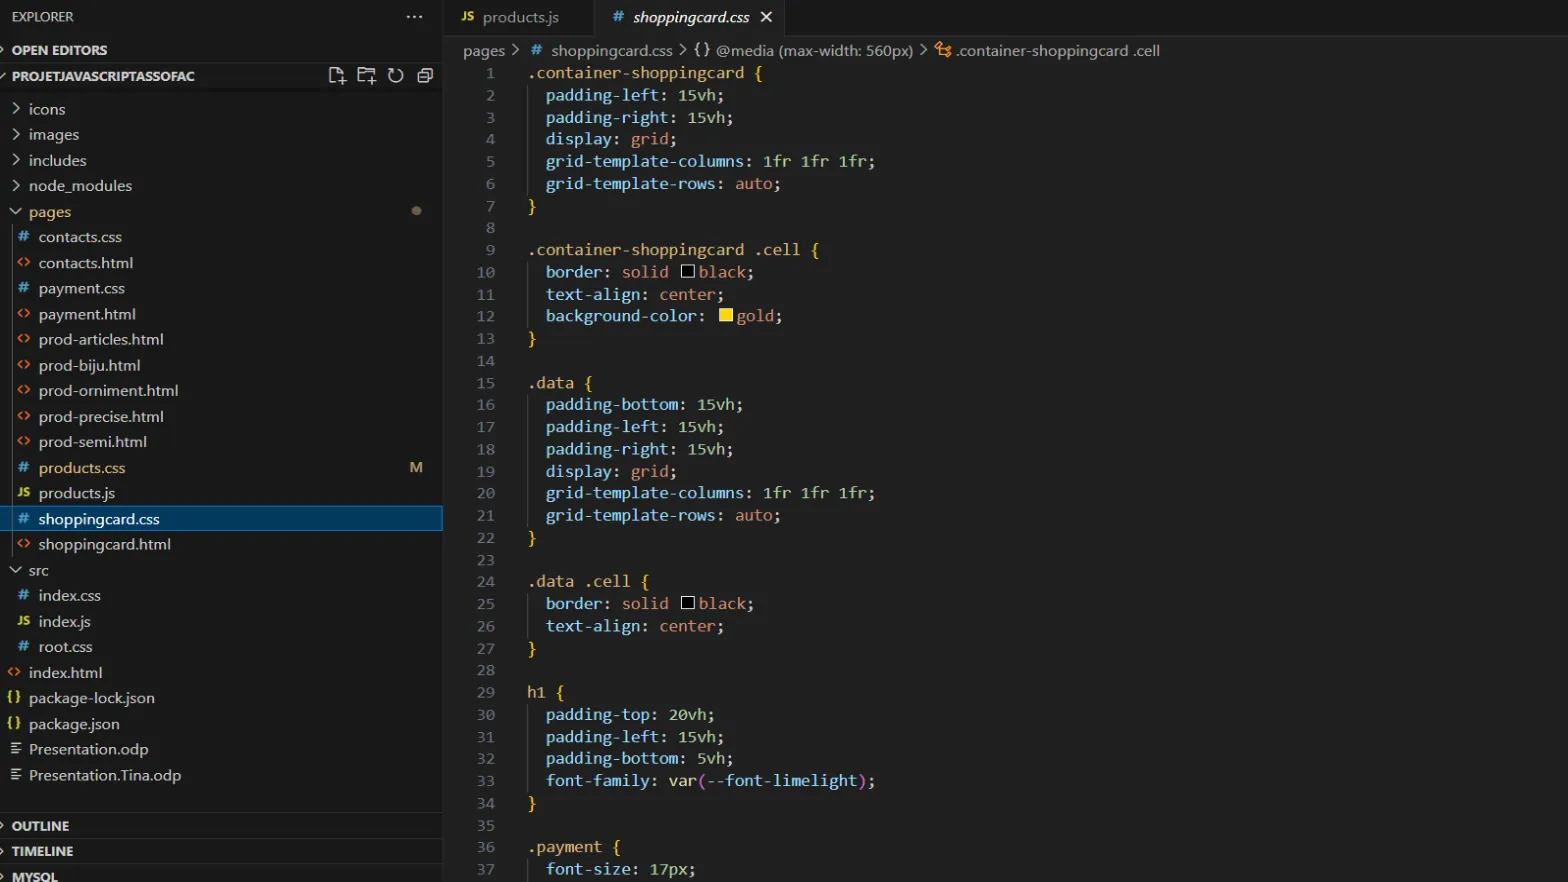 EXPLORER
OPEN EDITORS
PROJETJAVASCRIPTASSOFAC
icons
images
includes
node_modules
pages
# contacts.css
<> contacts.html
# payment.css
<> payment.html
<> prod-articles.html
<> prod-biju.html
<> prod-orniment.html
<> prod-precise.html
<> prod-semi.html
# products.css M
JS products.js
# shoppingcard.css
<> shoppingcard.html
src
# index.css
JS index.js
# root.css
<> index.html
{} package-lock.json
{} package.json
Presentation.odp
Presentation.Tina.odp
OUTLINE
TIMELINE
MYSQL
JS products.js # shoppingcard.css
pages > # shoppingcard.css > {} @media (max-width: 560px) > .container-shoppingcard .cell
1 .container-shoppingcard {
2 padding-left: 15vh;
3 padding-right: 15vh;
4 display: grid;
5 grid-template-columns: 1fr 1fr 1fr;
6 grid-template-rows: auto;
7 }
8
9 .container-shoppingcard .cell {
10 border: solid black;
11 text-align: center;
12 background-color: gold;
13 }
14
15 .data {
16 padding-bottom: 15vh;
17 padding-left: 15vh;
18 padding-right: 15vh;
19 display: grid;
20 grid-template-columns: 1fr 1fr 1fr;
21 grid-template-rows: auto;
22 }
23
24 .data .cell {
25 border: solid black;
26 text-align: center;
27 }
28
29 h1 {
30 padding-top: 20vh;
31 padding-left: 15vh;
32 padding-bottom: 5vh;
33 font-family: var(--font-limelight);
34 }
35
36 .payment {
37 font-size: 17px;